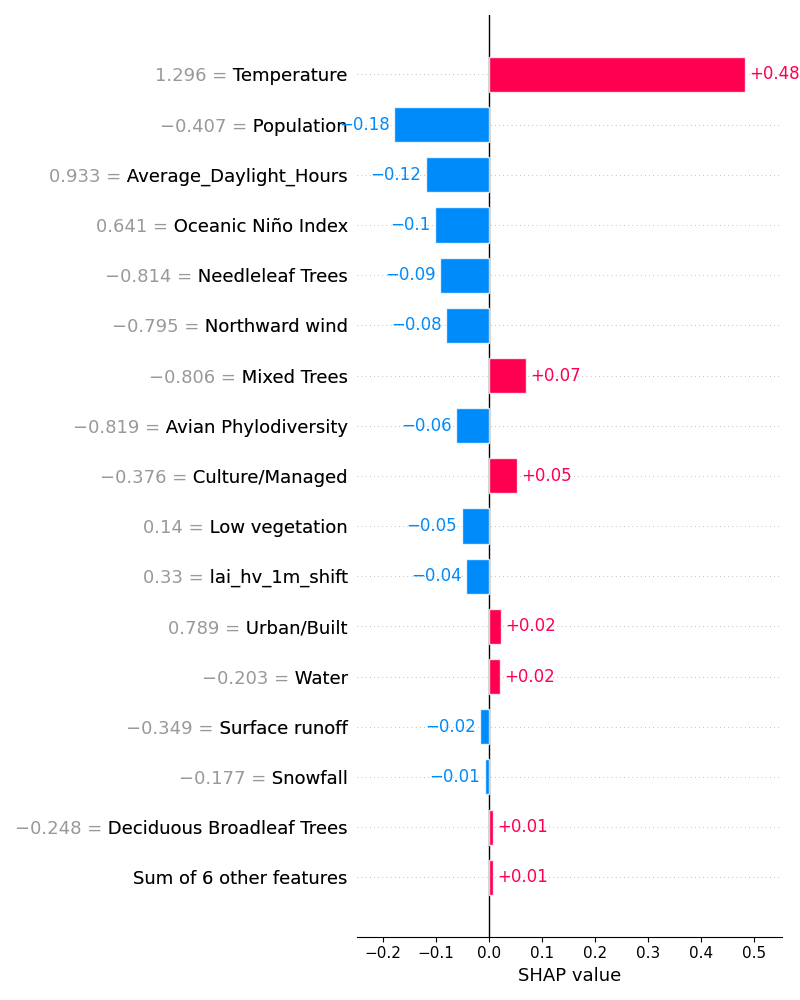 1.296 = Temperature +0.48
−0.407 = Population −0.18
0.933 = Average_Daylight_Hours −0.12
0.641 = Oceanic Niño Index −0.1
−0.814 = Needleleaf Trees −0.09
−0.795 = Northward wind −0.08
−0.806 = Mixed Trees +0.07
−0.819 = Avian Phylodiversity −0.06
−0.376 = Culture/Managed +0.05
0.14 = Low vegetation −0.05
0.33 = lai_hv_1m_shift −0.04
0.789 = Urban/Built +0.02
−0.203 = Water +0.02
−0.349 = Surface runoff −0.02
−0.177 = Snowfall −0.01
−0.248 = Deciduous Broadleaf Trees +0.01
Sum of 6 other features +0.01
−0.2 −0.1 0.0 0.1 0.2 0.3 0.4 0.5
SHAP value